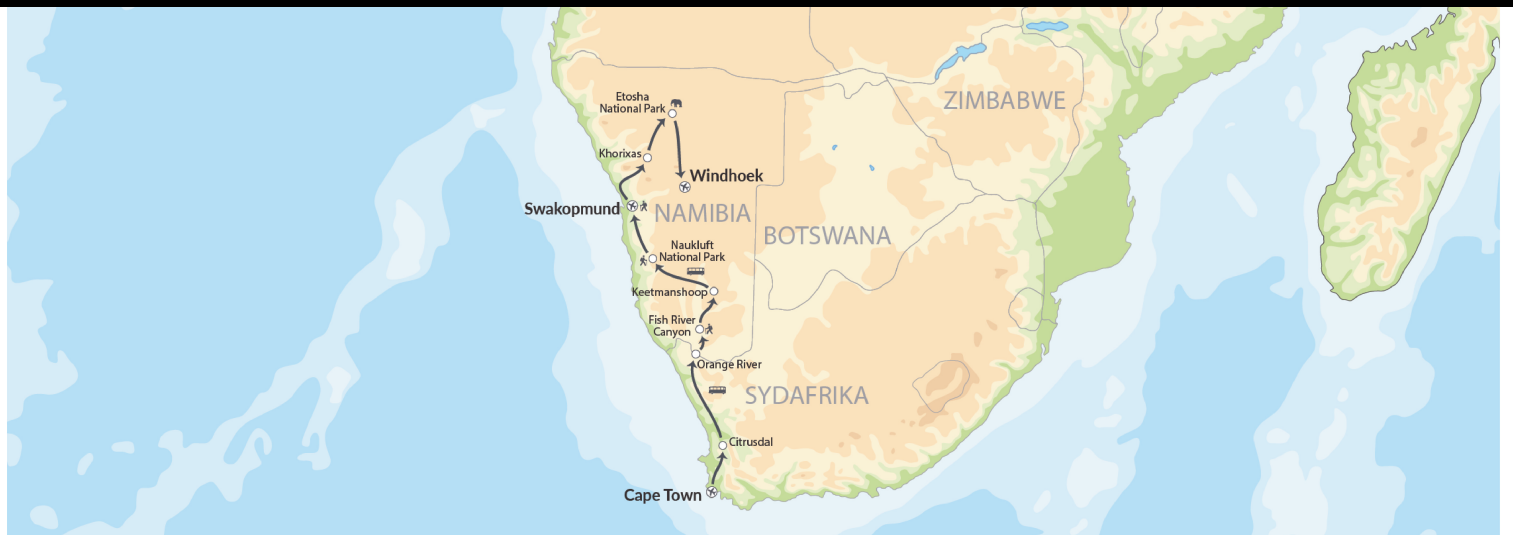 ZIMBABWE
Etosha
National Park
Khorixas
Windhoek
Swakopmund
NAMIBIA
BOTSWANA
Naukluft
National Park
Keetmanshoop
Fish River
Canyon
Orange River
SYDAFRIKA
Citrusdal
Cape Town